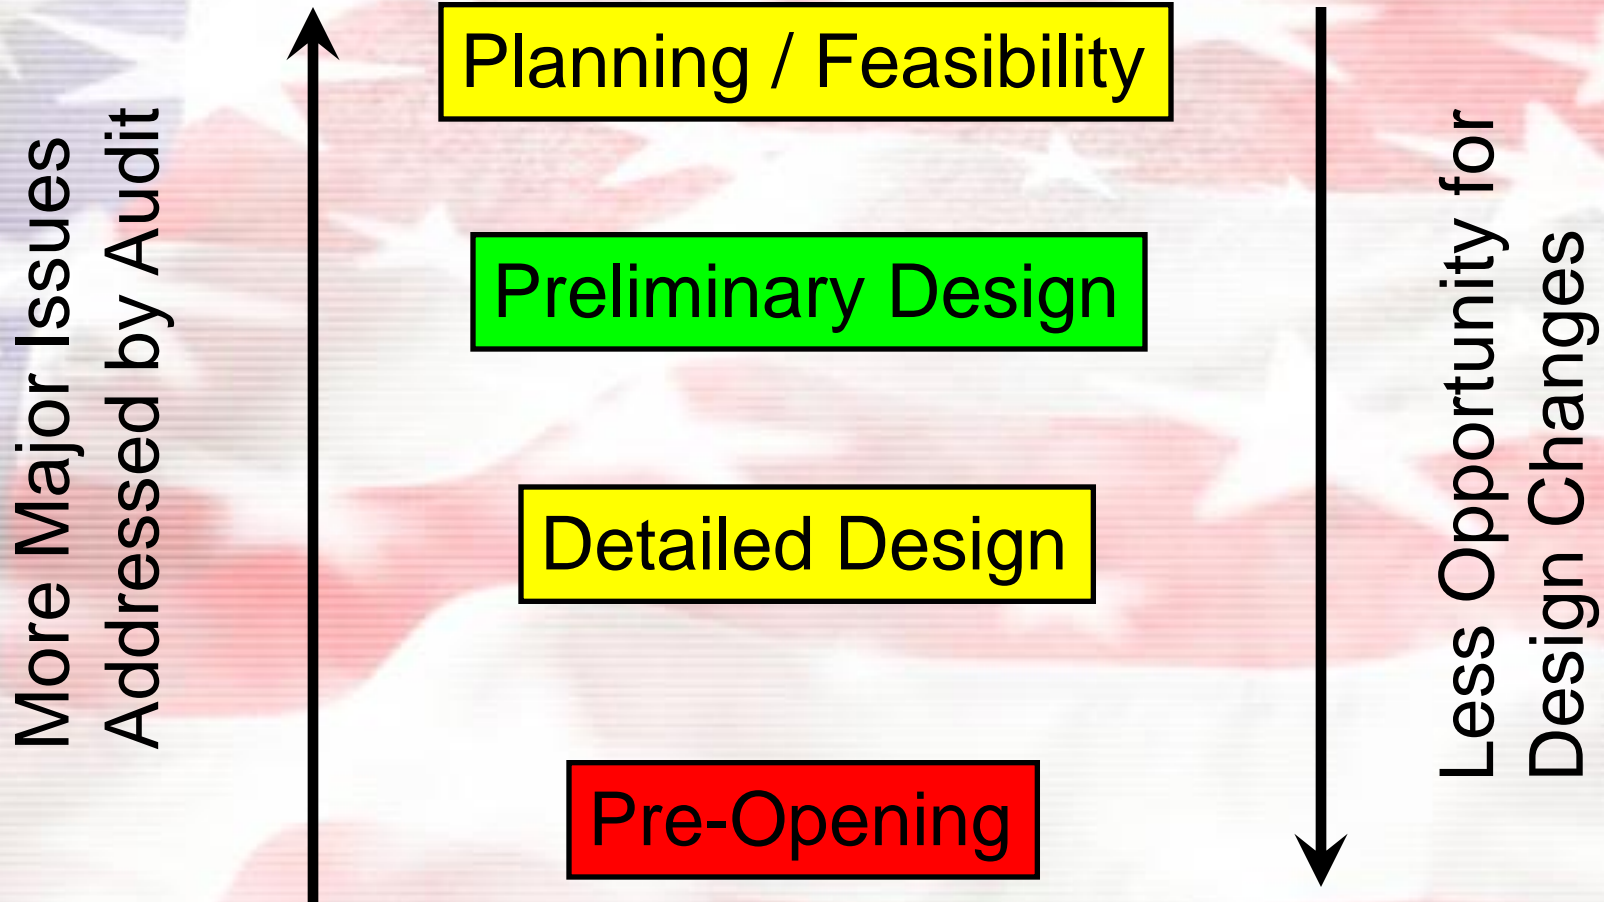 More Major Issues
Addressed by Audit
Planning / Feasibility
Preliminary Design
Detailed Design
Pre-Opening
Less Opportunity for
Design Changes